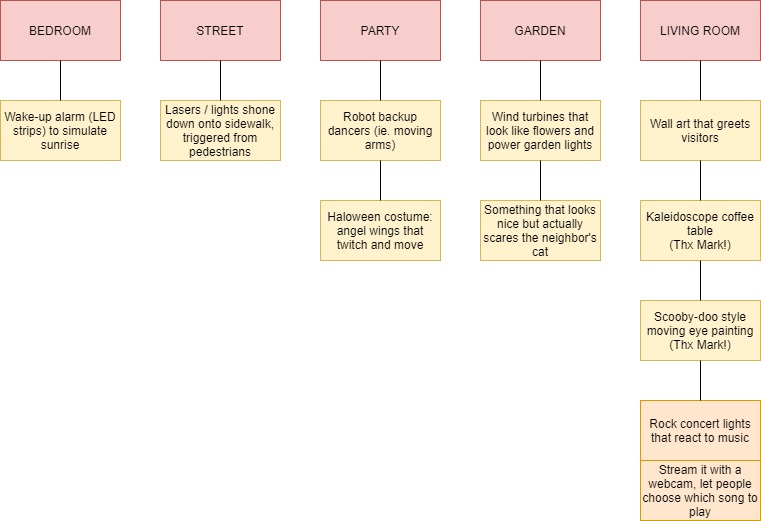 BEDROOM
Wake-up alarm (LED
strips) to simulate
sunrise
STREET
Lasers / lights shone
down onto sidewalk,
triggered from
pedestrians
PARTY
Robot backup
dancers (ie. moving
arms)
Haloween costume:
angel wings that
twitch and move
GARDEN
Wind turbines that
look like flowers and
power garden lights
Something that looks
nice but actually
scares the neighbor's
cat
LIVING ROOM
Wall art that greets
visitors
Kaleidoscope coffee
table
(Thx Mark!)
Scooby-doo style
moving eye painting
(Thx Mark!)
Rock concert lights
that react to music
Stream it with a
webcam, let people
choose which song to
play